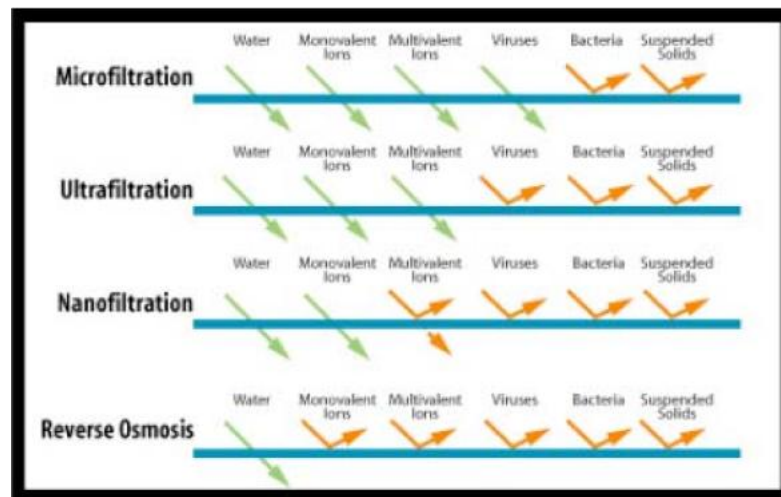 Water Monovalent Ions Multivalent Ions Viruses Bacteria Suspended Solids
Microfiltration
Water Monovalent Ions Multivalent Ions Viruses Bacteria Suspended Solids
Ultrafiltration
Water Monovalent Ions Multivalent Ions Viruses Bacteria Suspended Solids
Nanofiltration
Water Monovalent Ions Multivalent Ions Viruses Bacteria Suspended Solids
Reverse Osmosis